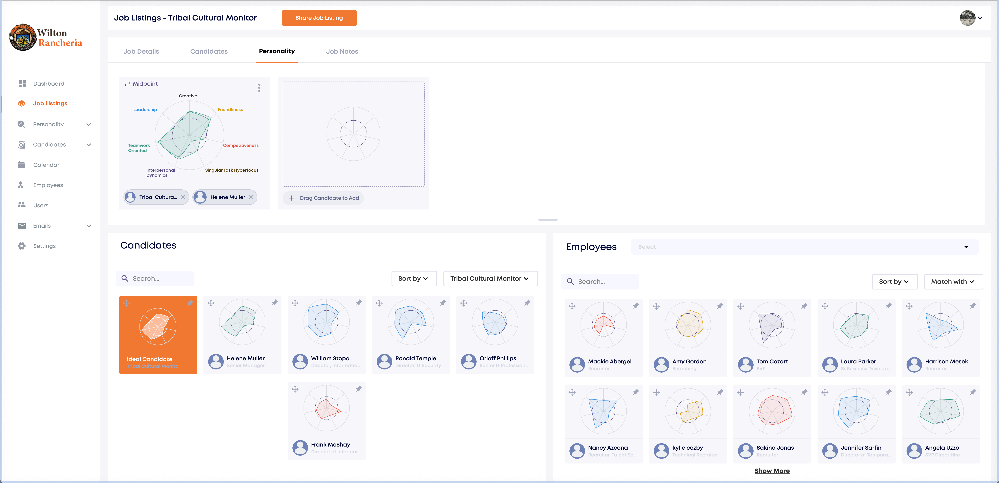 Job Listings - Tribal Cultural Monitor
Share Job Listing
Wilton
Rancheria
Job Details
Candidates
Personality
Job Notes
Dashboard
Job Listings
Personality
Candidates
Calendar
Employees
Users
Emails
Settings
Midpoint
Creative
Leadership
Friendliness
Teamwork
Oriented
Competitiveness
Interpersonal
Dynamics
Singular Task Hyperfocus
Tribal Cultura...
Helene Muller
Drag Candidate to Add
Candidates
Search...
Sort by
Tribal Cultural Monitor
Ideal Candidate
Tribal Cultural Monitor
Helene Muller
Senior Manager
William Stopa
Director, Informatio...
Ronald Temple
Director, IT Security
Orloff Phillips
Senior IT Profession...
Frank McShay
Director of Informat...
Employees
Select
Search...
Sort by
Match with
Mackie Abergel
Recruiter
Amy Gordon
Searching
Tom Cozart
SVP
Laura Parker
Sr Business Develop...
Harrison Mesek
Recruiter
Nancy Azcona
Recruiter, Talent So...
kylie cozby
Technical Recruiter
Sakina Jonas
Recruiter
Jennifer Sarfin
Director of Tempora...
Angela Uzzo
SVP Direct Hire
Show More